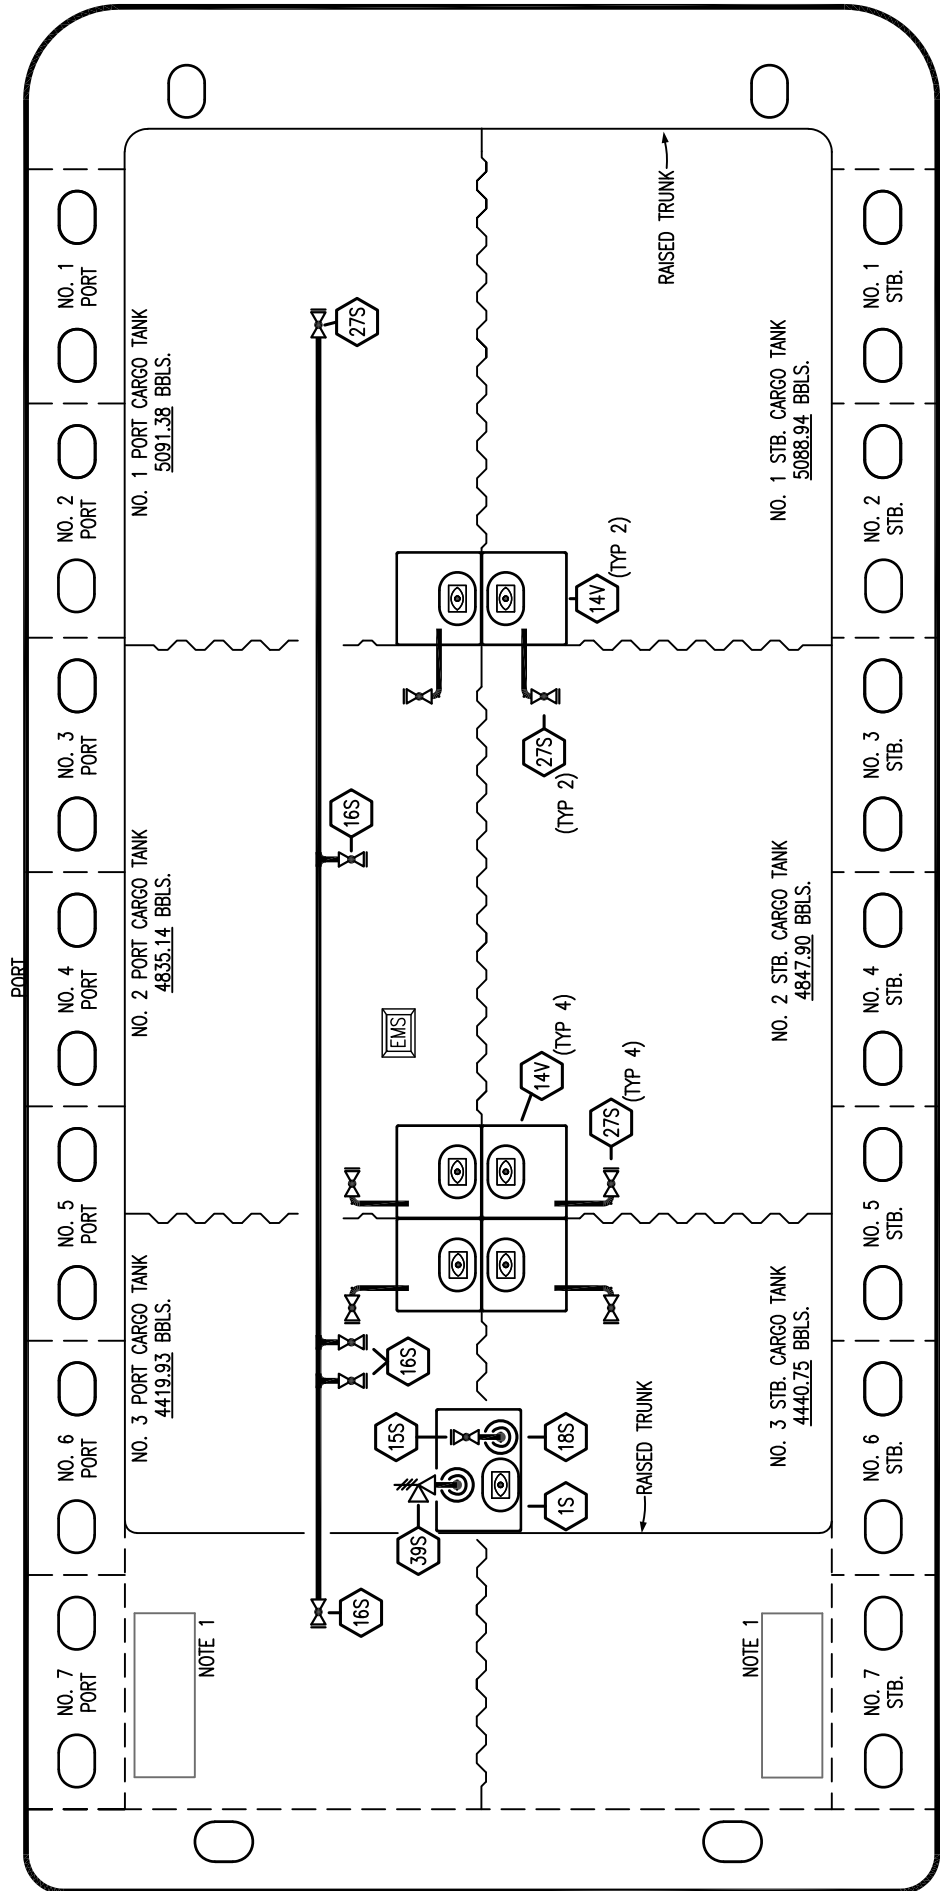 PORT
NO. 1
PORT
NO. 2
PORT
NO. 3
PORT
NO. 4
PORT
NO. 5
PORT
NO. 6
PORT
NO. 7
PORT
NO. 1 PORT CARGO TANK
5091.38 BBLS.
NO. 2 PORT CARGO TANK
4835.14 BBLS.
NO. 3 PORT CARGO TANK
4419.93 BBLS.
NOTE 1
27S
16S
16S
16S
EMS
RAISED TRUNK
14V
(TYP 2)
27S
(TYP 2)
14V
(TYP 4)
27S
(TYP 4)
15S
18S
39S
1S
RAISED TRUNK
NO. 1 STB. CARGO TANK
5088.94 BBLS.
NO. 2 STB. CARGO TANK
4847.90 BBLS.
NO. 3 STB. CARGO TANK
4440.75 BBLS.
NOTE 1
NO. 1
STB.
NO. 2
STB.
NO. 3
STB.
NO. 4
STB.
NO. 5
STB.
NO. 6
STB.
NO. 7
STB.